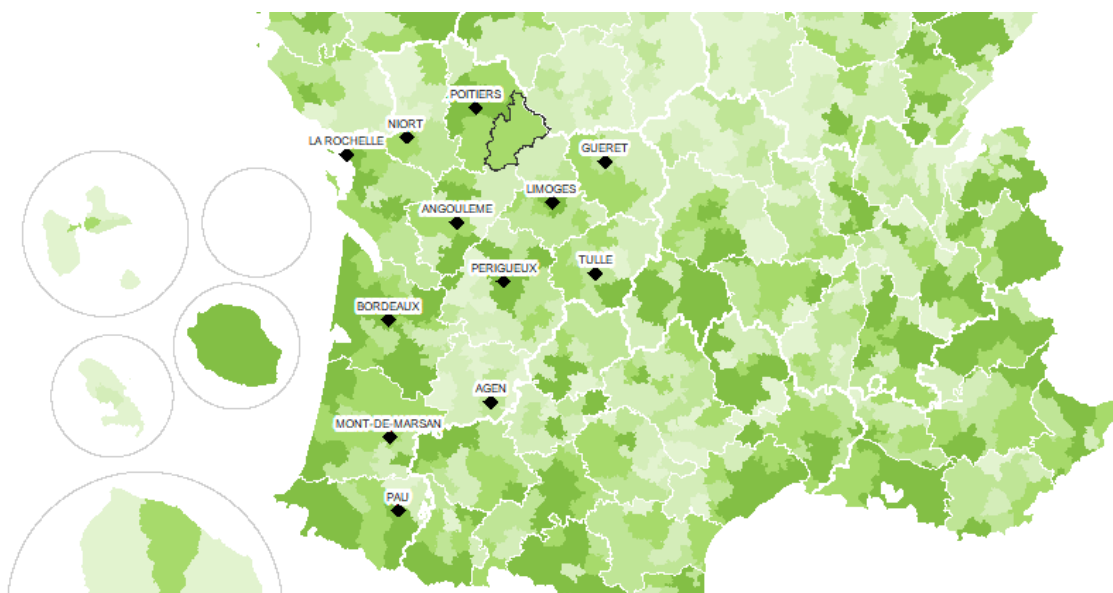 POITIERS
NIORT
LA ROCHELLE
GUERET
LIMOGES
ANGOULEME
TULLE
PERIGUEUX
BORDEAUX
AGEN
MONT-DE-MARSAN
PAU